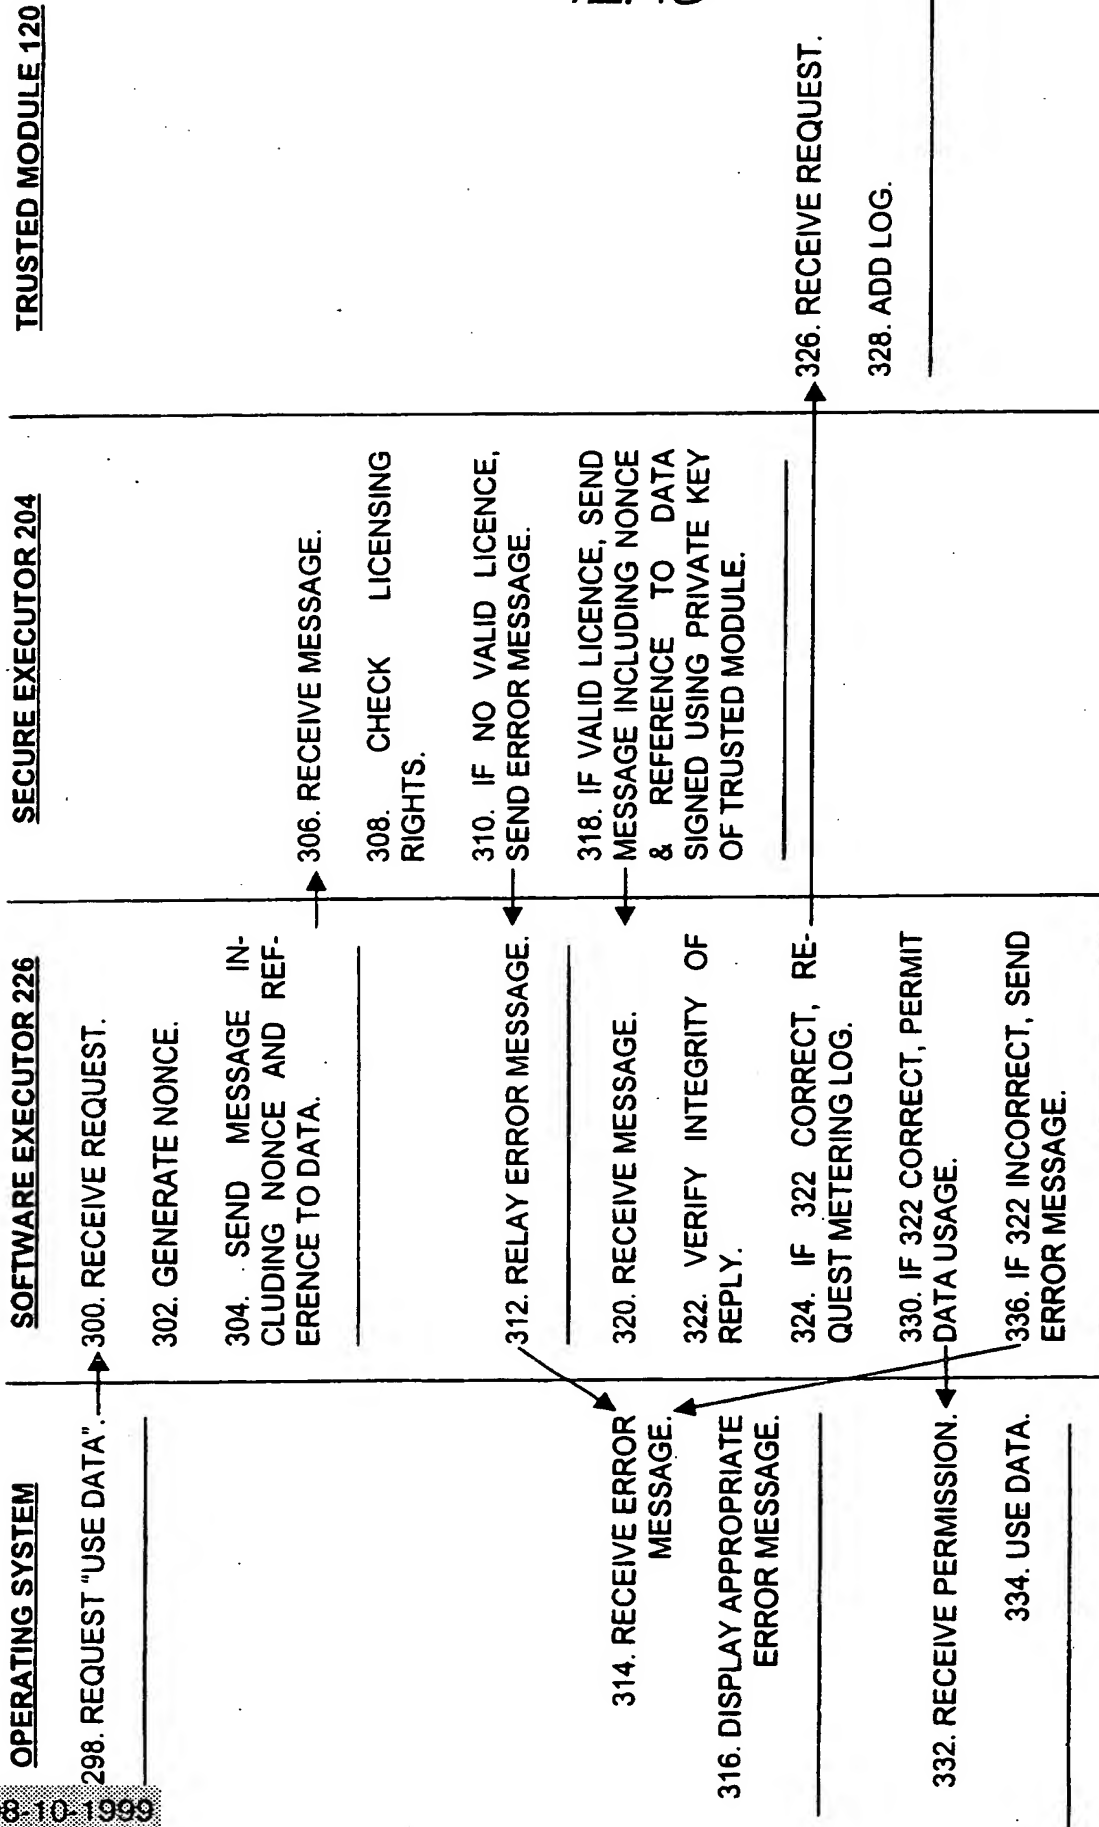 OPERATING SYSTEM
298. REQUEST "USE DATA".
314. RECEIVE ERROR
MESSAGE.
316. DISPLAY APPROPRIATE
ERROR MESSAGE.
332. RECEIVE PERMISSION.
334. USE DATA.
SOFTWARE EXECUTOR 226
300. RECEIVE REQUEST.
302. GENERATE NONCE.
304. SEND MESSAGE IN-
CLUDING NONCE AND REF-
ERENCE TO DATA.
312. RELAY ERROR MESSAGE.
320. RECEIVE MESSAGE.
322. VERIFY INTEGRITY OF
REPLY.
324. IF 322 CORRECT, RE-
QUEST METERING LOG.
330. IF 322 CORRECT, PERMIT
DATA USAGE.
336. IF 322 INCORRECT, SEND
ERROR MESSAGE.
SECURE EXECUTOR 204
306. RECEIVE MESSAGE.
308. CHECK LICENSING
RIGHTS.
310. IF NO VALID LICENCE,
SEND ERROR MESSAGE.
318. IF VALID LICENCE, SEND
MESSAGE INCLUDING NONCE
& REFERENCE TO DATA
SIGNED USING PRIVATE KEY
OF TRUSTED MODULE.
TRUSTED MODULE 120
326. RECEIVE REQUEST.
328. ADD LOG.
8-10-1999